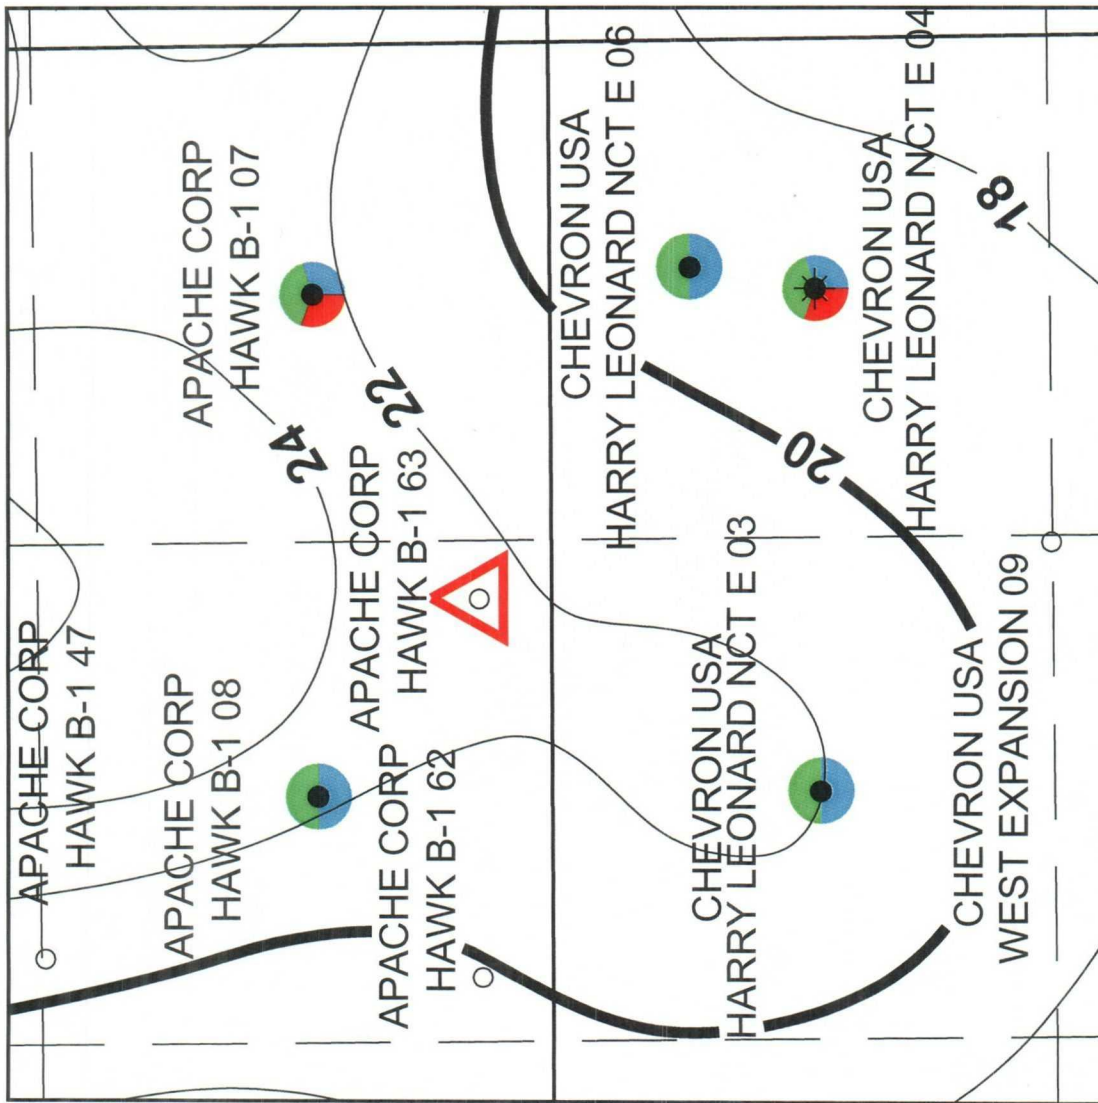 APACHE CORP
HAWK B-1 47
APACHE CORP
HAWK B-1 08
APACHE CORP
HAWK B-1 07
24
22
APACHE CORP
HAWK B-1 63
APACHE CORP
HAWK B-1 62
CHEVRON USA
HARRY LEONARD NCT E 06
CHEVRON USA
HARRY LEONARD NCT E 03
CHEVRON USA
HARRY LEONARD NCT E 04
20
18
CHEVRON USA
WEST EXPANSION 09